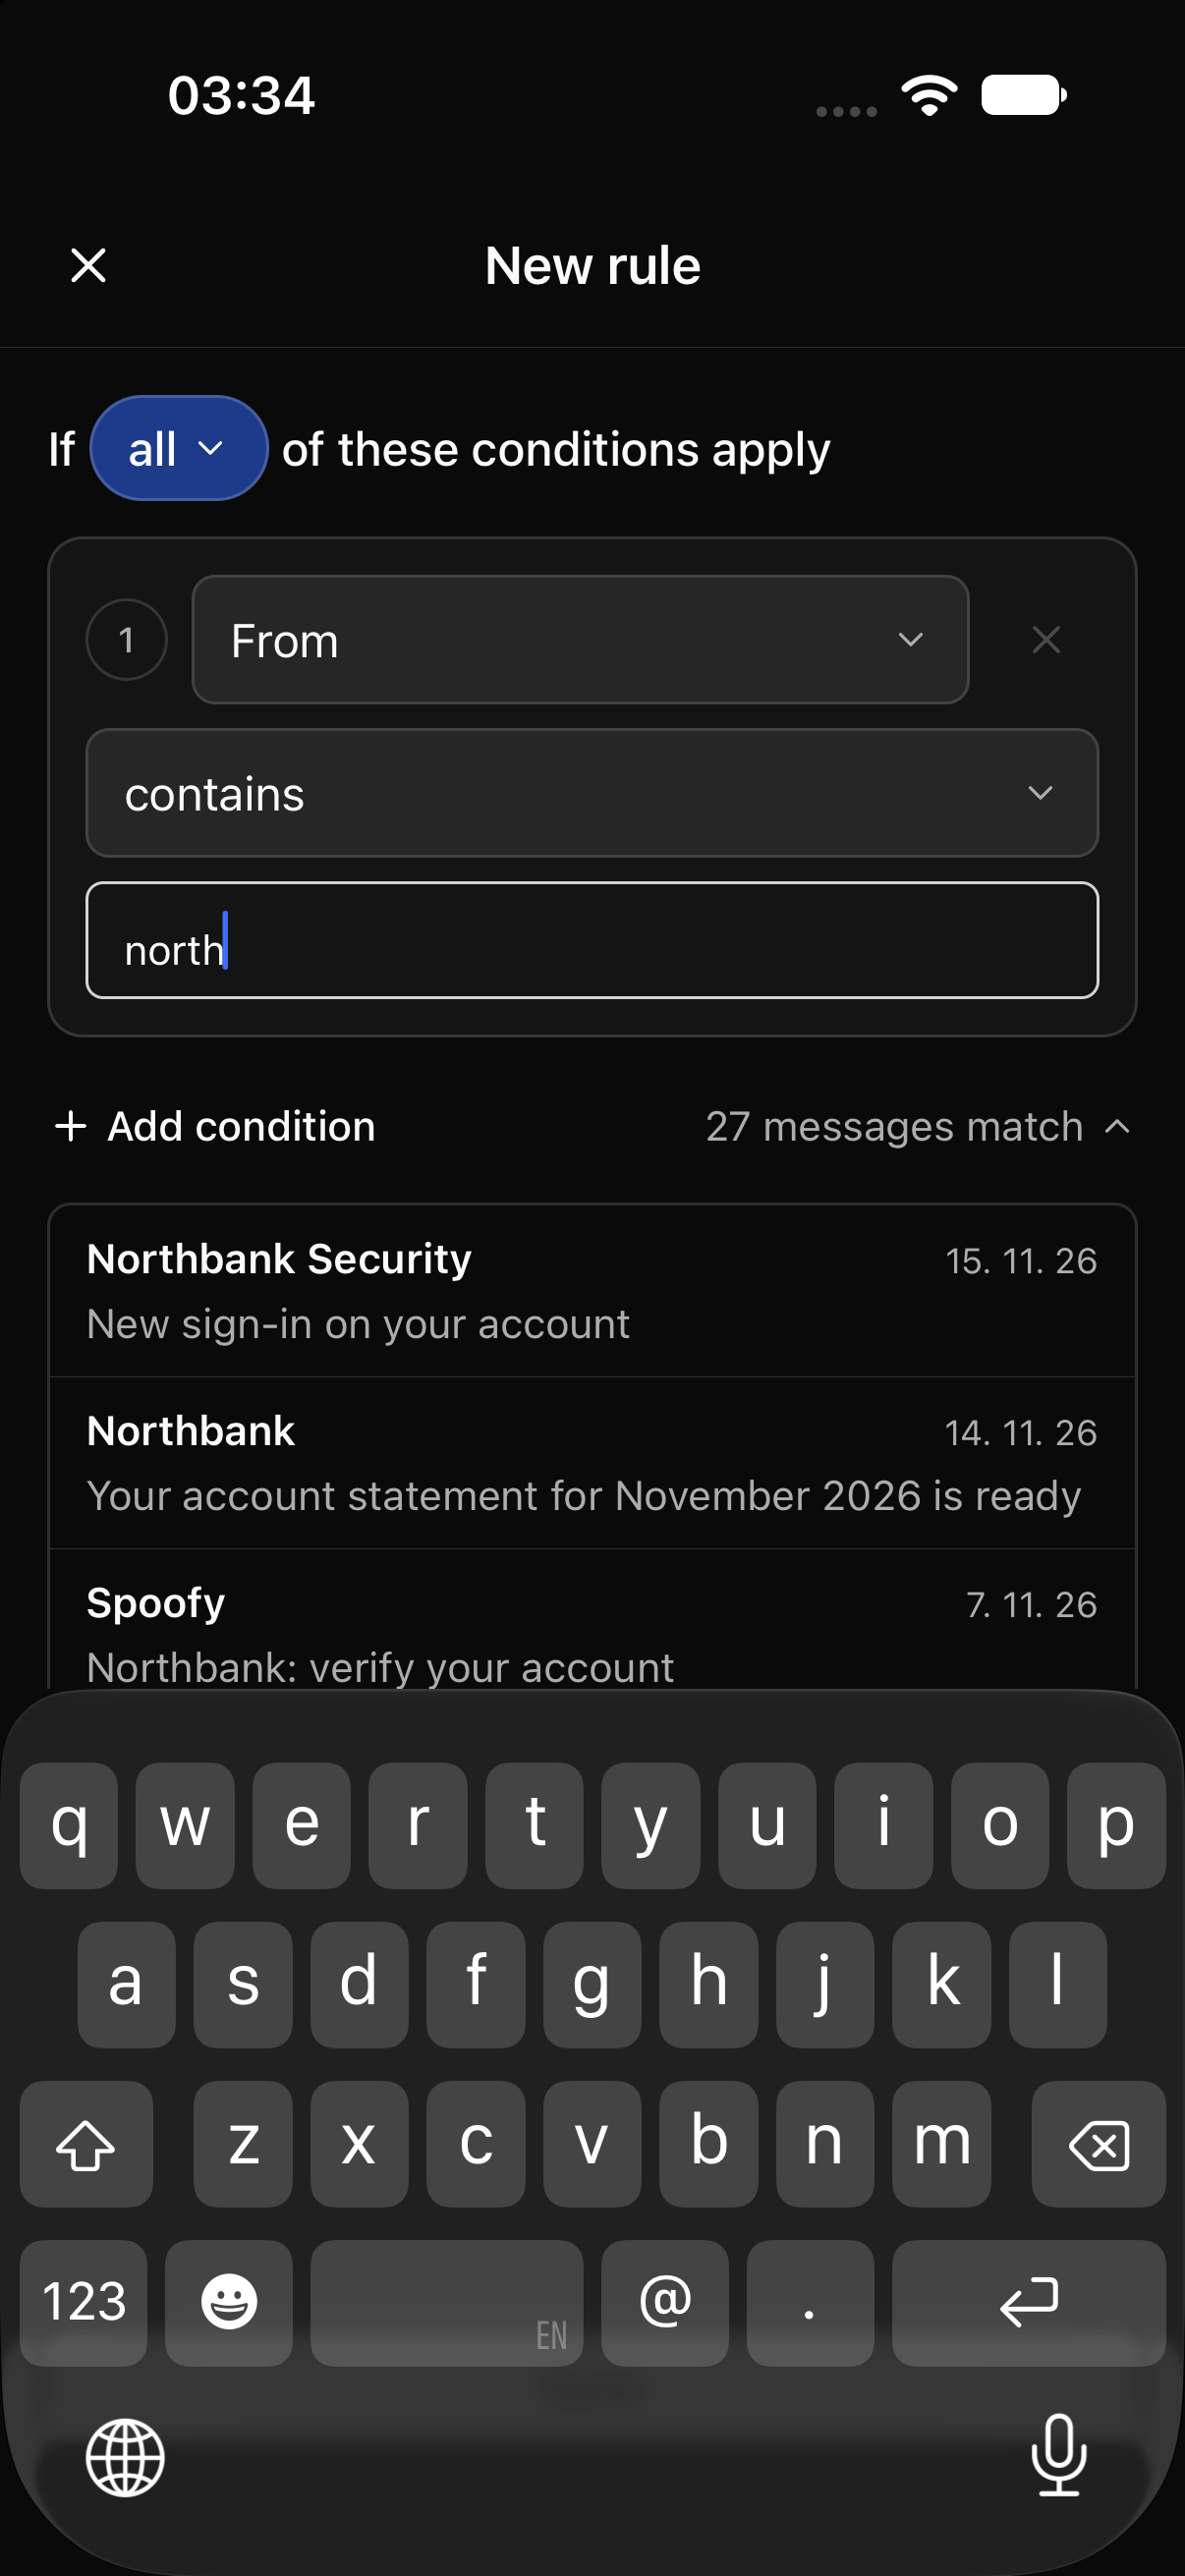 03:34
New rule
If all of these conditions apply
1 From
contains
north
Add condition 27 messages match
Northbank Security 15. 11. 26
New sign-in on your account
Northbank 14. 11. 26
Your account statement for November 2026 is ready
Spoofy 7. 11. 26
Northbank: verify your account
q w e r t y u i o p
a s d f g h j k l
z x c v b n m
123 EN @ .